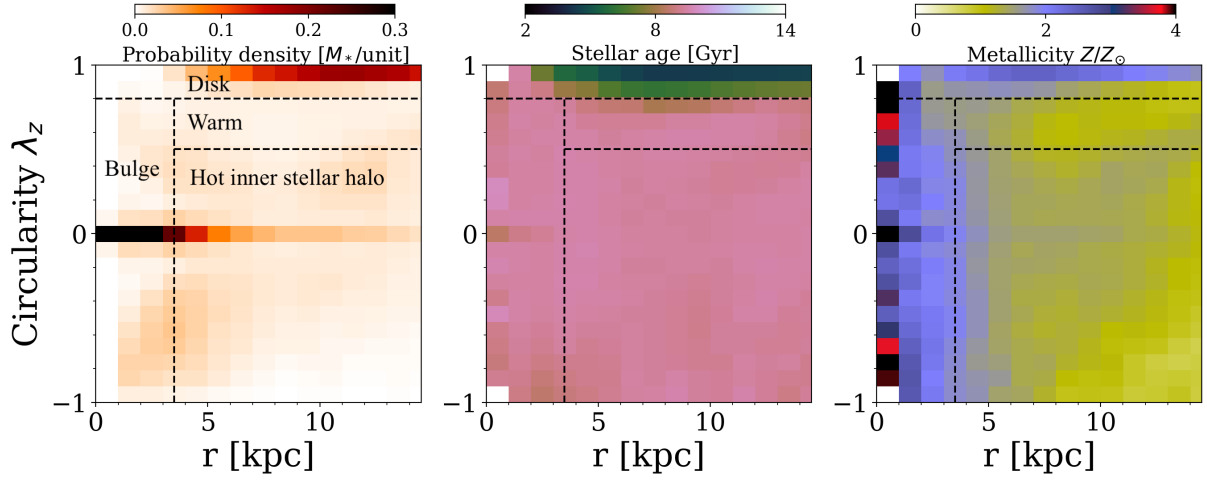 0.0 0.1 0.2 0.3
Probability density [M*/unit]
2 8 14
Stellar age [Gyr]
0 2 4
Metallicity Z/Z⊙
Circularity λz
1
0
−1
Disk
Warm
Bulge
Hot inner stellar halo
0 5 10
r [kpc]
1
0
−1
0 5 10
r [kpc]
1
0
−1
0 5 10
r [kpc]